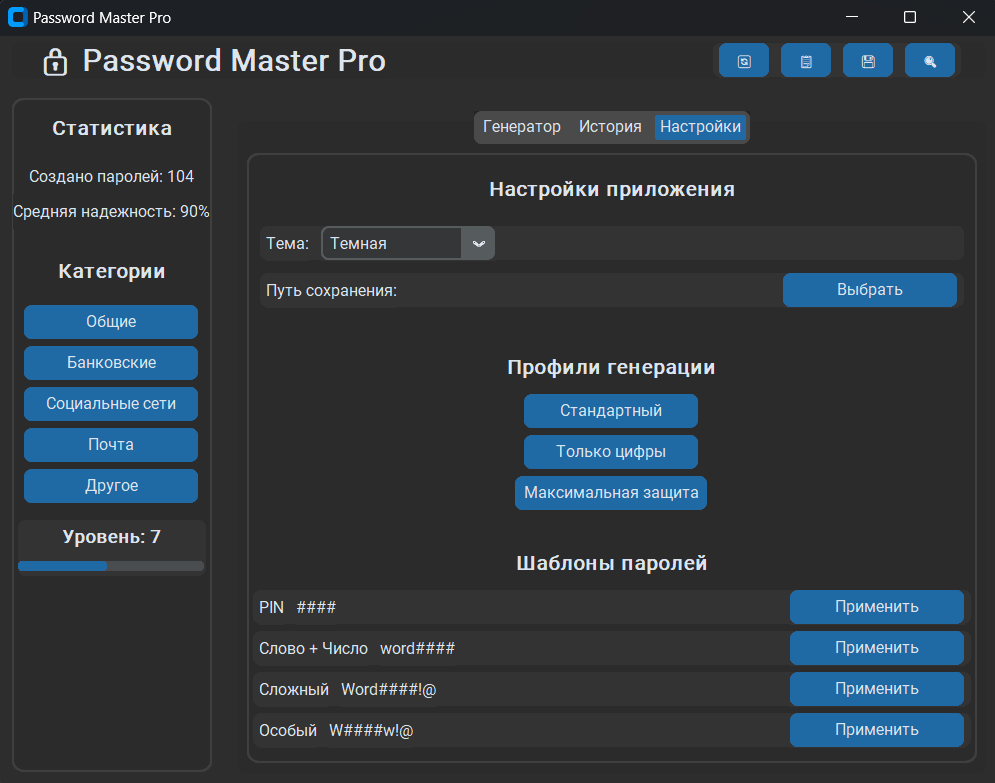 Password Master Pro
Password Master Pro
Статистика
Создано паролей: 104
Средняя надежность: 90%
Категории
Общие
Банковские
Социальные сети
Почта
Другое
Уровень: 7
Генератор История Настройки
Настройки приложения
Тема: Темная
Путь сохранения: Выбрать
Профили генерации
Стандартный
Только цифры
Максимальная защита
Шаблоны паролей
PIN #### Применить
Слово + Число word#### Применить
Сложный Word####!@ Применить
Особый W####w!@ Применить